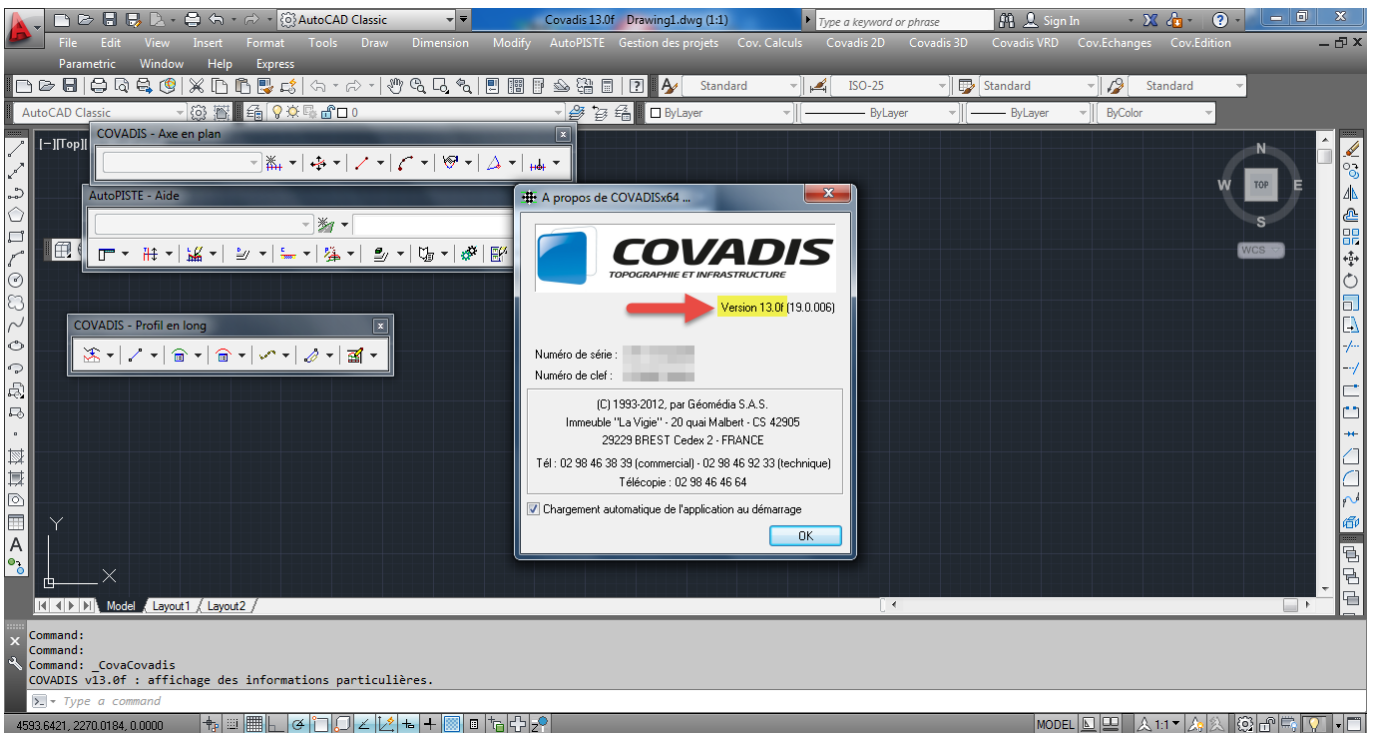 AutoCAD Classic
Covadis 13.0f Drawing1.dwg (1:1)
Type a keyword or phrase
Sign In
File Edit View Insert Format Tools Draw Dimension Modify AutoPISTE Gestion des projets Cov. Calculs Covadis 2D Covadis 3D Covadis VRD Cov.Echanges Cov.Edition
Parametric Window Help Express
Standard ISO-25 Standard Standard
AutoCAD Classic 0 ByLayer ByLayer ByLayer ByColor
[−][Top][
COVADIS - Axe en plan
AutoPISTE - Aide
COVADIS - Profil en long
N
W TOP E
S
WCS
A propos de COVADISx64 ...
COVADIS
TOPOGRAPHIE ET INFRASTRUCTURE
Version 13.0f (19.0.006)
Numéro de série :
Numéro de clef :
(C) 1993-2012, par Géomédia S.A.S.
Immeuble "La Vigie" - 20 quai Malbert - CS 42905
29229 BREST Cedex 2 - FRANCE
Tél : 02 98 46 38 39 (commercial) - 02 98 46 92 33 (technique)
Télécopie : 02 98 46 46 64
Chargement automatique de l'application au démarrage
OK
Y
X
Model Layout1 Layout2
Command:
Command:
Command: _CovaCovadis
COVADIS v13.0f : affichage des informations particulières.
Type a command
4593.6421, 2270.0184, 0.0000
MODEL
1:1